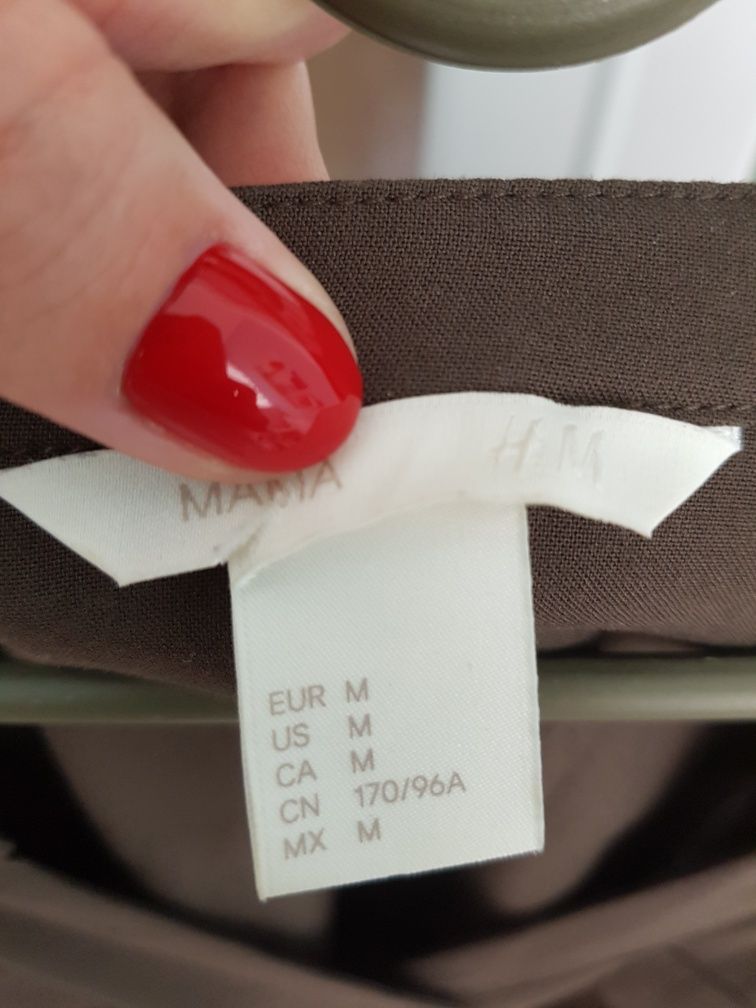 MAMA H&M
EUR M
US M
CA M
CN 170/96A
MX M